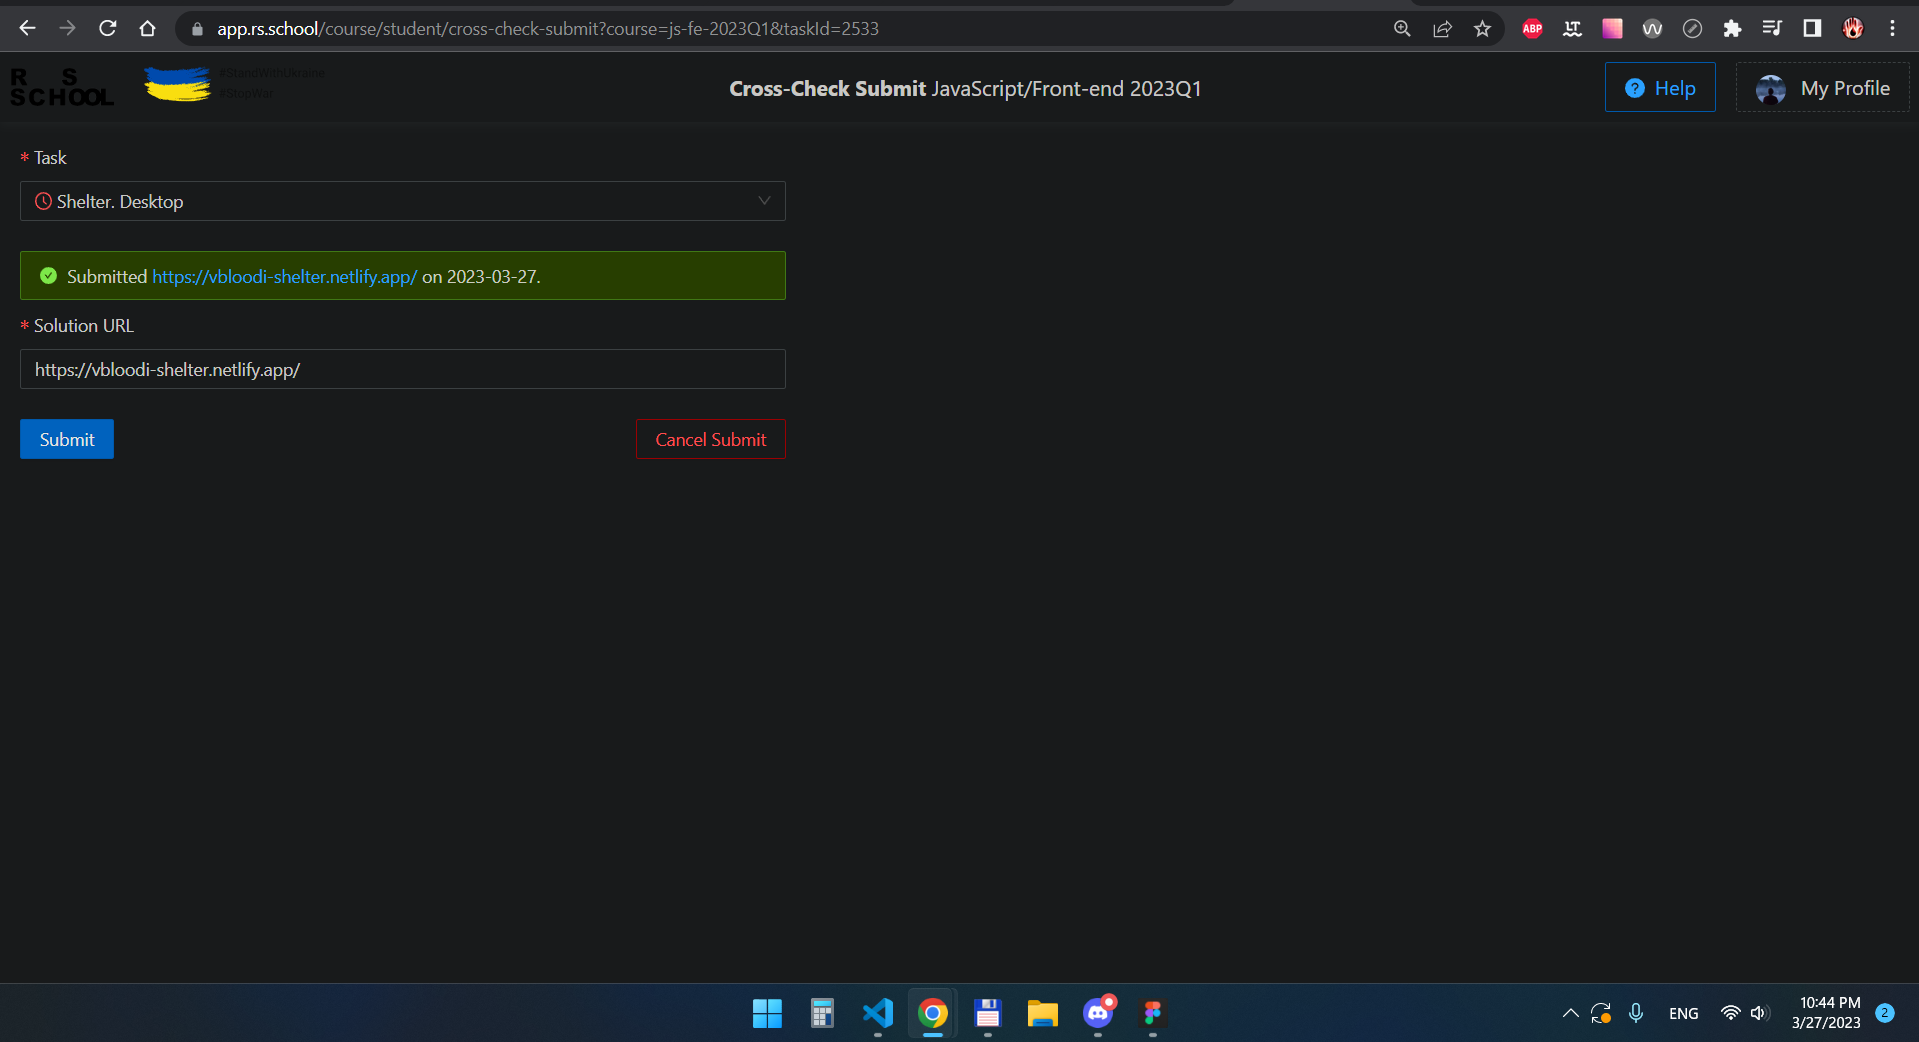 app.rs.school/course/student/cross-check-submit?course=js-fe-2023Q1&taskId=2533
ABP
R S
SCHOOL
#StandWithUkraine
#StopWar
Cross-Check Submit JavaScript/Front-end 2023Q1
? Help
My Profile
* Task
Shelter. Desktop
Submitted https://vbloodi-shelter.netlify.app/ on 2023-03-27.
* Solution URL
https://vbloodi-shelter.netlify.app/
Submit
Cancel Submit
ENG
10:44 PM
3/27/2023
2